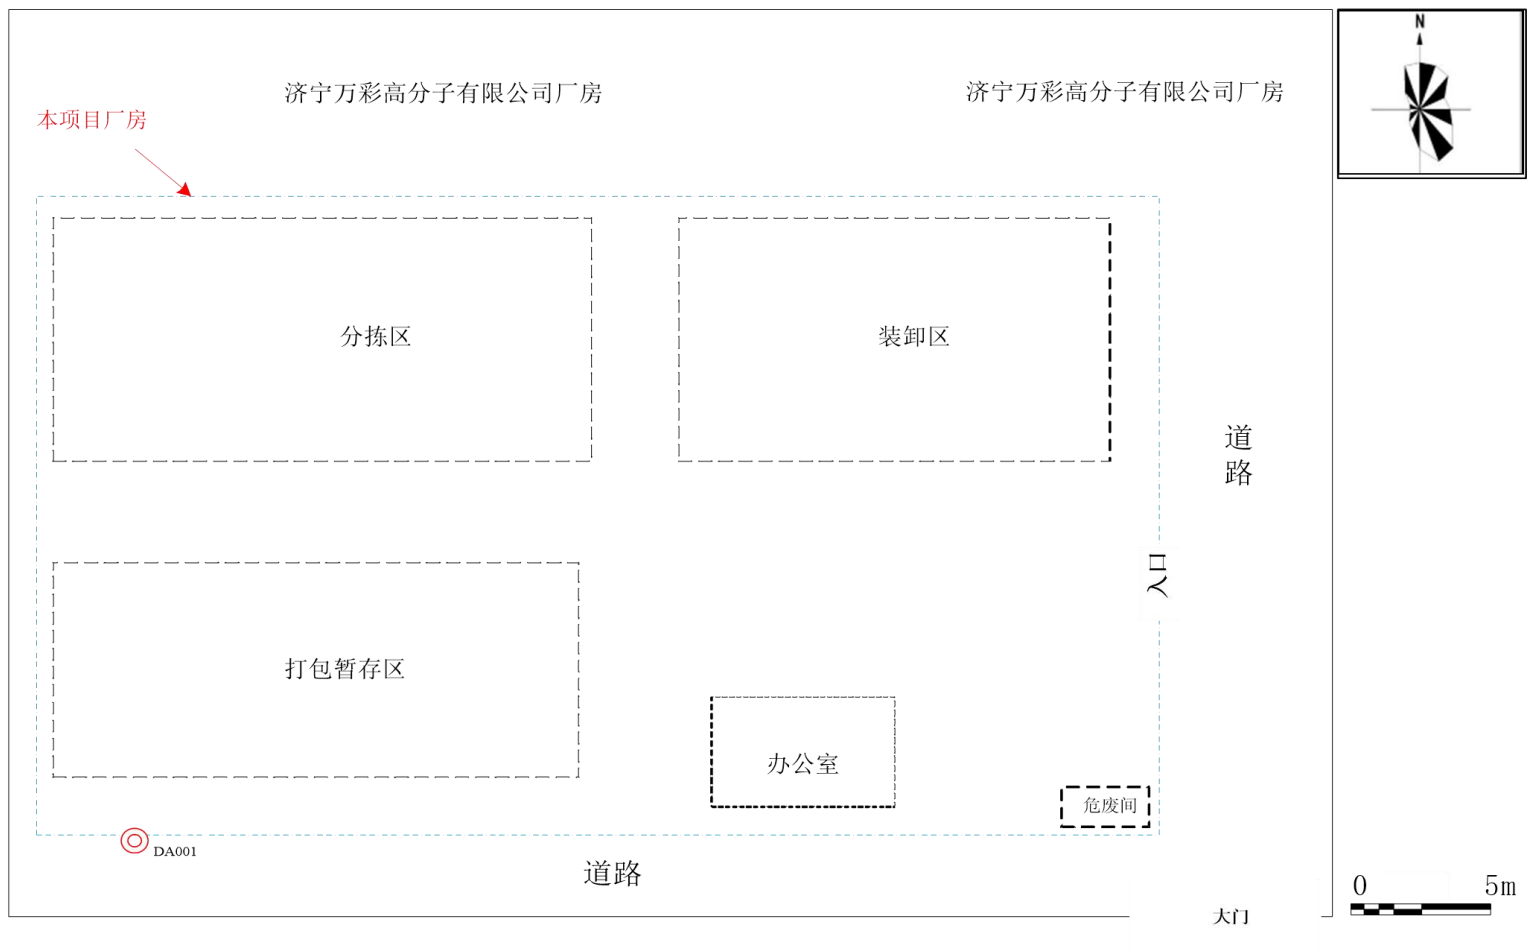 N
济宁万彩高分子有限公司厂房
济宁万彩高分子有限公司厂房
本项目厂房
分拣区
装卸区
道路
入口
打包暂存区
办公室
危废间
DA001
道路
大门
0 5m